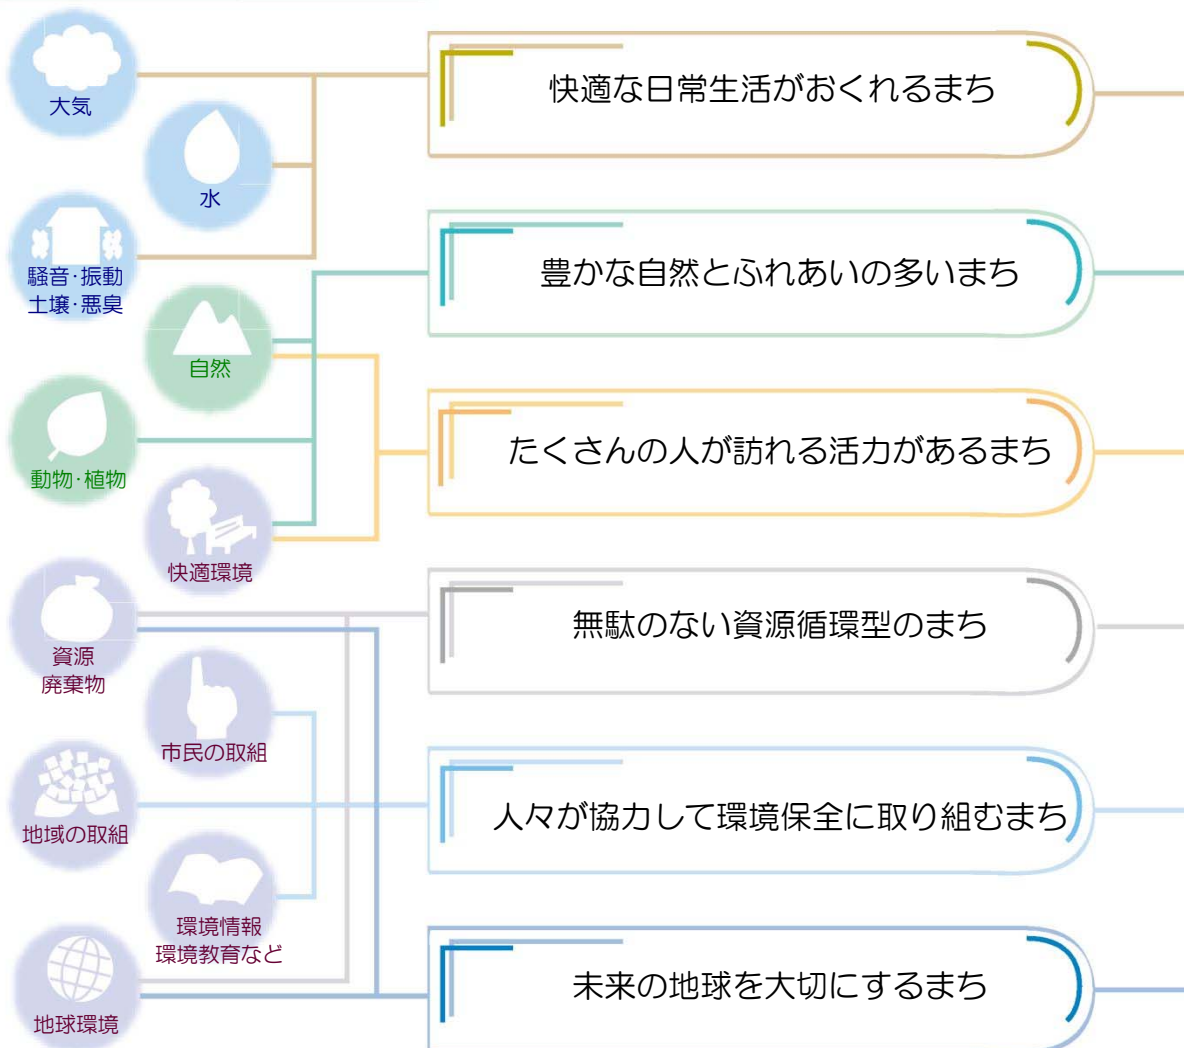 大気
水
騒音・振動
土壌・悪臭
自然
動物・植物
快適環境
資源
廃棄物
市民の取組
地域の取組
環境情報
環境教育など
地球環境
快適な日常生活がおくれるまち
豊かな自然とふれあいの多いまち
たくさんの人が訪れる活力があるまち
無駄のない資源循環型のまち
人々が協力して環境保全に取り組むまち
未来の地球を大切にするまち